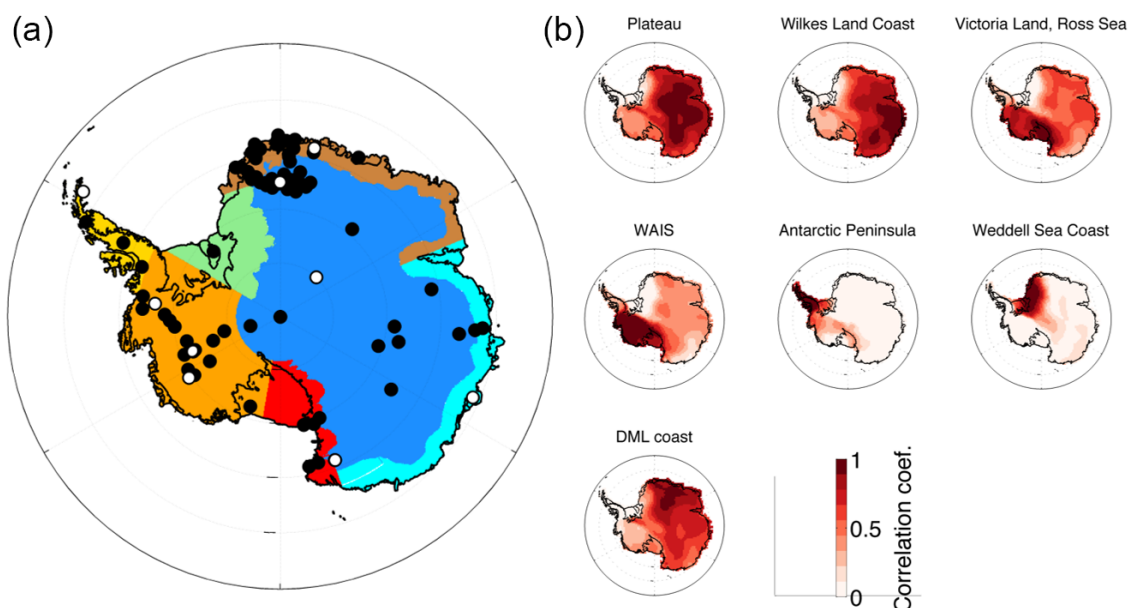 (a)
(b)
Plateau
Wilkes Land Coast
Victoria Land, Ross Sea
WAIS
Antarctic Peninsula
Weddell Sea Coast
DML coast
1
0.5
0
Correlation coef.